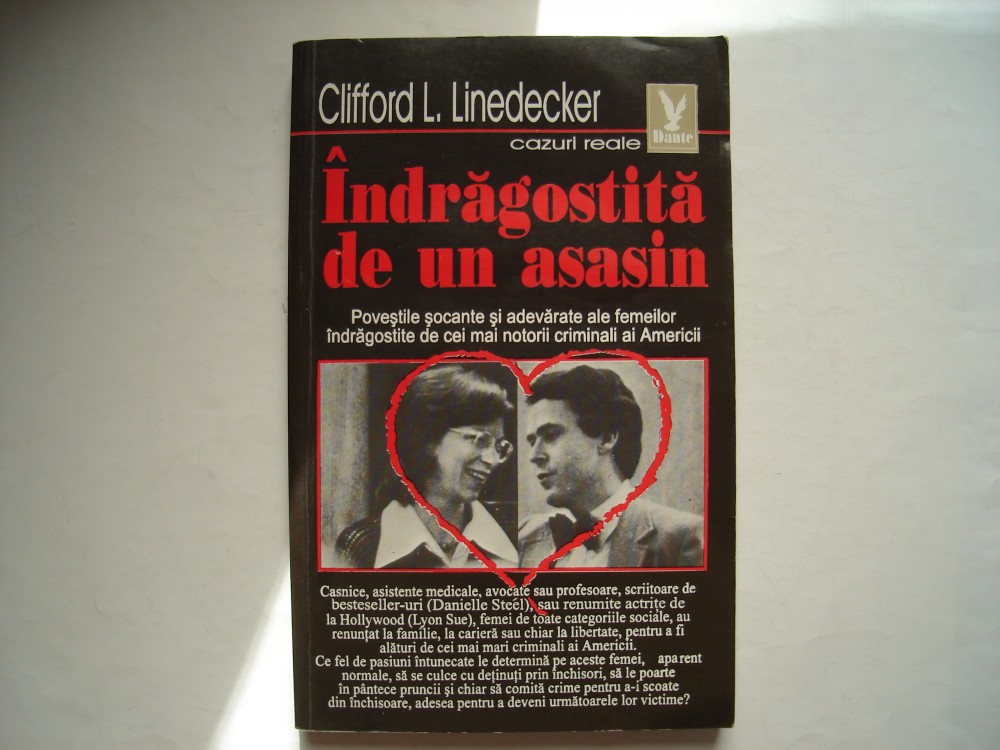 Clifford L. Linedecker
Dante
cazuri reale
Îndrăgostită
de un asasin
Poveştile şocante şi adevărate ale femeilor
îndrăgostite de cei mai notorii criminali ai Americii
Casnice, asistente medicale, avocate sau profesoare, scriitoare de
besteseller-uri (Danielle Steel), sau renumite actriţe de
la Hollywood (Lyon Sue), femei de toate categoriile sociale, au
renunţat la familie, la carieră sau chiar la libertate, pentru a fi
alături de cei mai mari criminali ai Americii.
Ce fel de pasiuni întunecate le determină pe aceste femei, aparent
normale, să se culce cu deţinuţi prin închisori, să le poarte
în pântece pruncii şi chiar să comită crime pentru a-i scoate
din închisoare, adesea pentru a deveni următoarele lor victime?